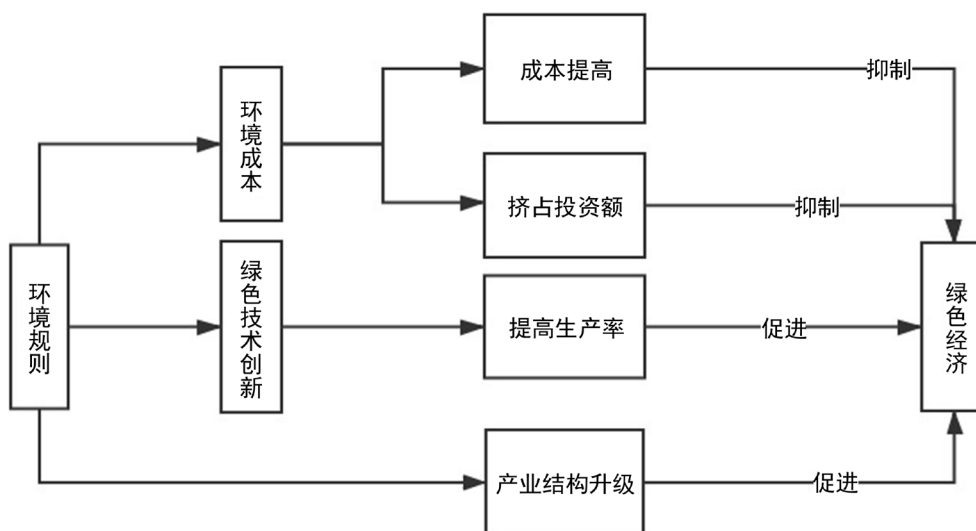 成本提高
抑制
环境成本
挤占投资额
抑制
环境规则
绿色技术创新
提高生产率
促进
绿色经济
产业结构升级
促进